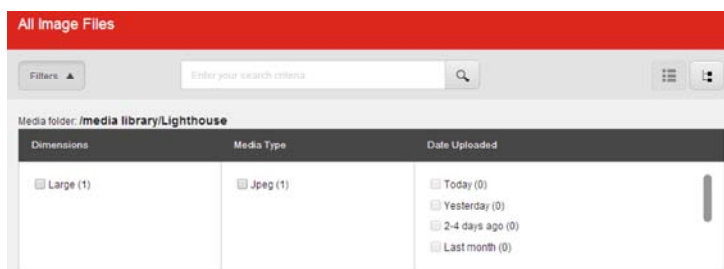 All Image Files
Filters ▲
Enter your search criteria
Media folder: /media library/Lighthouse
Dimensions Media Type Date Uploaded
Large (1) Jpeg (1) Today (0)
Yesterday (0)
2-4 days ago (0)
Last month (0)